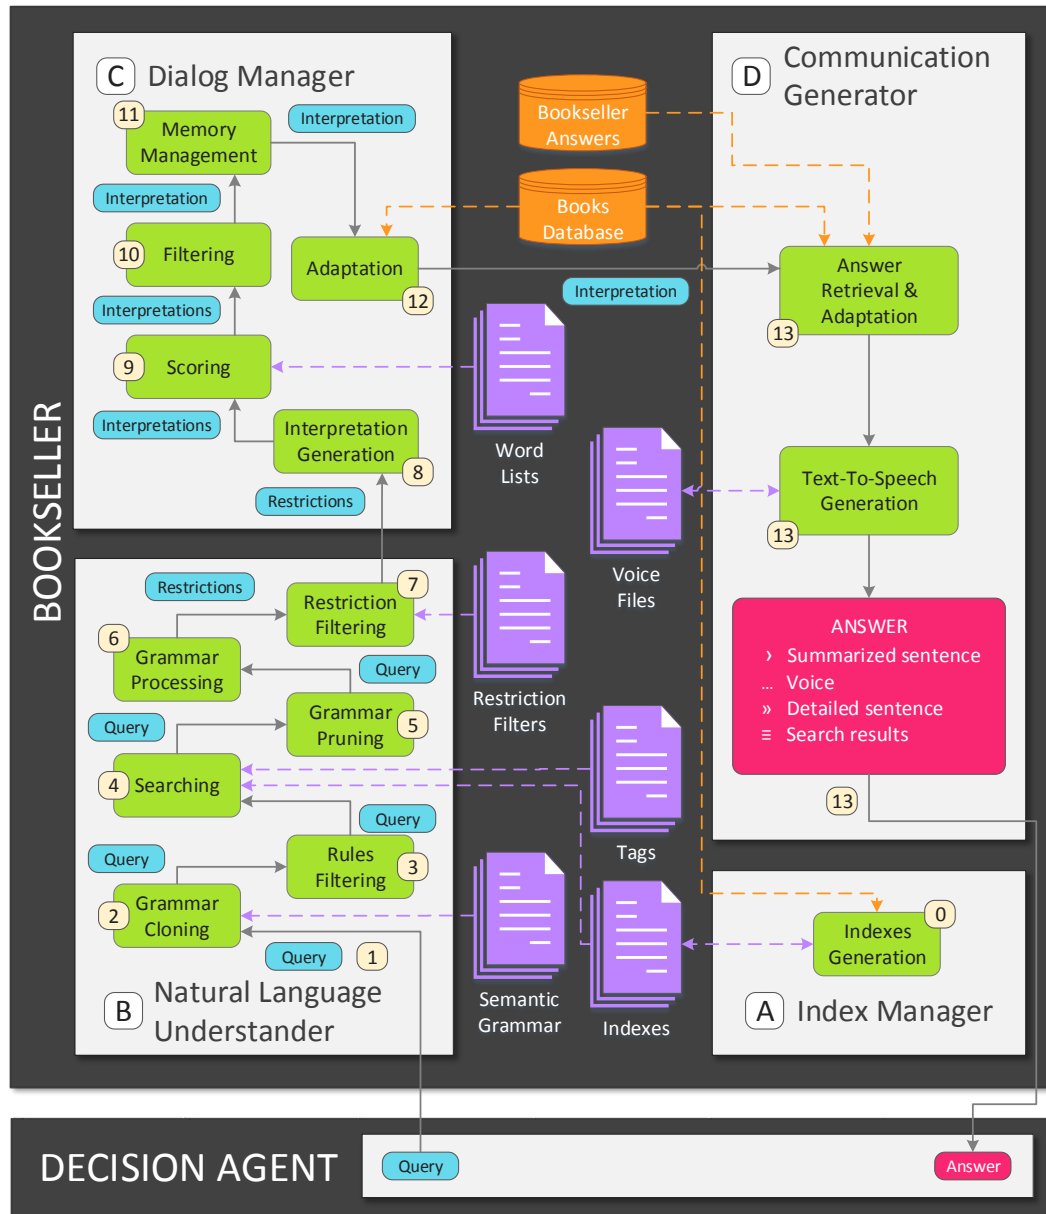 BOOKSELLER
C Dialog Manager
11
Memory
Management
Interpretation
Interpretation
10
Filtering
Adaptation
12
Interpretations
9
Scoring
Interpretations
Interpretation
Generation
8
Restrictions
Bookseller
Answers
Books
Database
Interpretation
Word
Lists
Voice
Files
Restriction
Filters
Tags
Semantic
Grammar
Indexes
D Communication
Generator
Answer
Retrieval &
Adaptation
13
Text-To-Speech
Generation
13
ANSWER
› Summarized sentence
... Voice
» Detailed sentence
≡ Search results
13
Restrictions
7
Restriction
Filtering
6
Grammar
Processing
Query
Query
Grammar
Pruning
5
4
Searching
Query
Query
Rules
Filtering
3
2
Grammar
Cloning
Query
1
B Natural Language
Understander
0
Indexes
Generation
A Index Manager
DECISION AGENT
Query
Answer